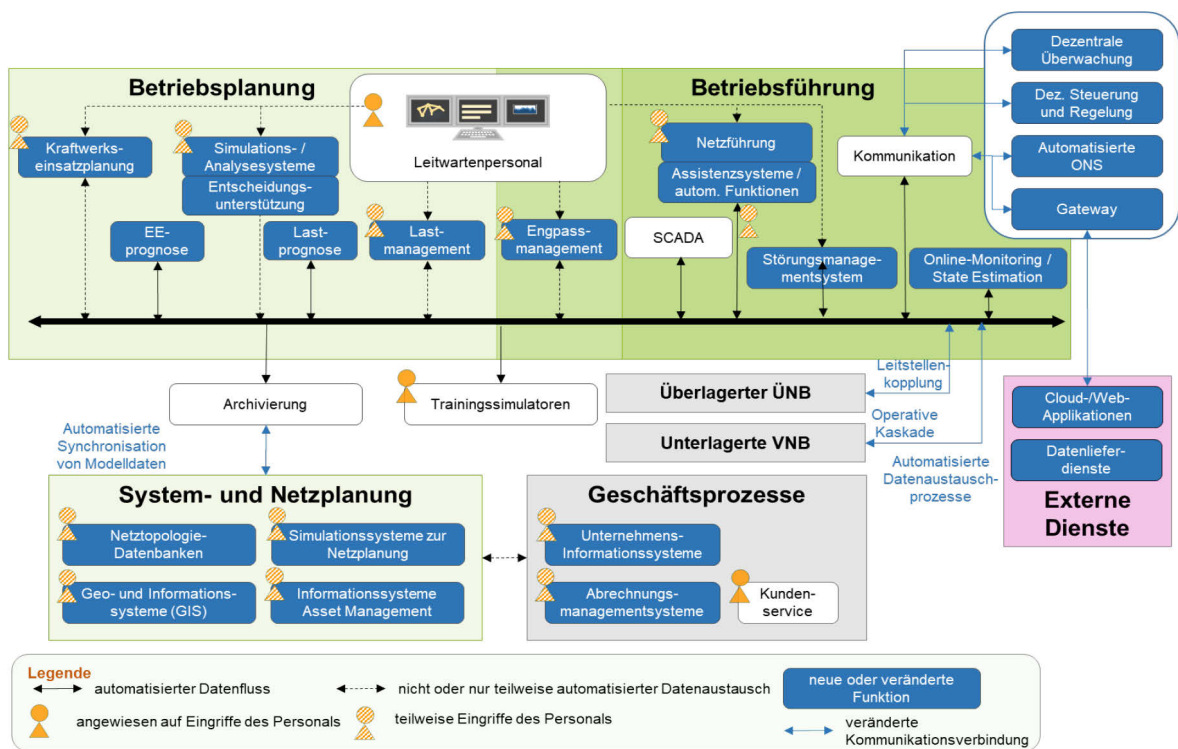 Betriebsplanung
Betriebsführung
Dezentrale
Überwachung
Dez. Steuerung
und Regelung
Automatisierte
ONS
Gateway
Kraftwerks-
einsatzplanung
Simulations- /
Analysesysteme
Entscheidungs-
unterstützung
Leitwartenpersonal
Netzführung
Assistenzsysteme /
autom. Funktionen
Kommunikation
EE-
prognose
Last-
prognose
Last-
management
Engpass-
management
SCADA
Störungsmanage-
mentsystem
Online-Monitoring /
State Estimation
Archivierung
Trainingssimulatoren
Überlagerter ÜNB
Unterlagerte VNB
Leitstellen-
kopplung
Operative
Kaskade
Automatisierte
Datenaustausch-
prozesse
Cloud-/Web-
Applikationen
Datenliefer-
dienste
Externe
Dienste
Automatisierte
Synchronisation
von Modelldaten
System- und Netzplanung
Netztopologie-
Datenbanken
Simulationssysteme zur
Netzplanung
Geo- und Informations-
systeme (GIS)
Informationssysteme
Asset Management
Geschäftsprozesse
Unternehmens-
Informationssysteme
Abrechnungs-
managementsysteme
Kunden-
service
Legende
automatisierter Datenfluss
nicht oder nur teilweise automatisierter Datenaustausch
neue oder veränderte
Funktion
angewiesen auf Eingriffe des Personals
teilweise Eingriffe des Personals
veränderte
Kommunikationsverbindung